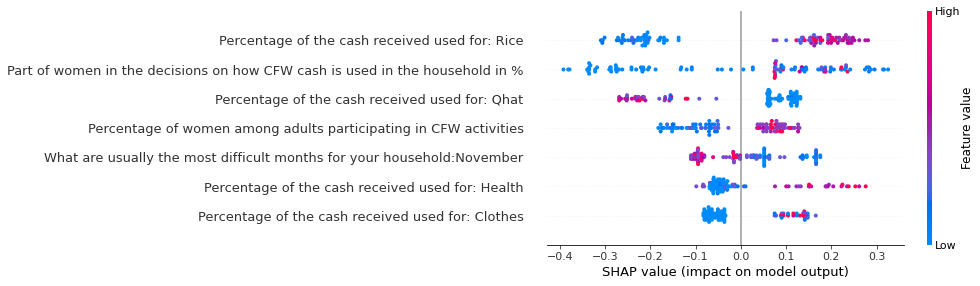 High
Percentage of the cash received used for: Rice
Part of women in the decisions on how CFW cash is used in the household in %
Percentage of the cash received used for: Qhat
Percentage of women among adults participating in CFW activities
What are usually the most difficult months for your household:November
Percentage of the cash received used for: Health
Percentage of the cash received used for: Clothes
Feature value
Low
−0.4 −0.3 −0.2 −0.1 0.0 0.1 0.2 0.3
SHAP value (impact on model output)